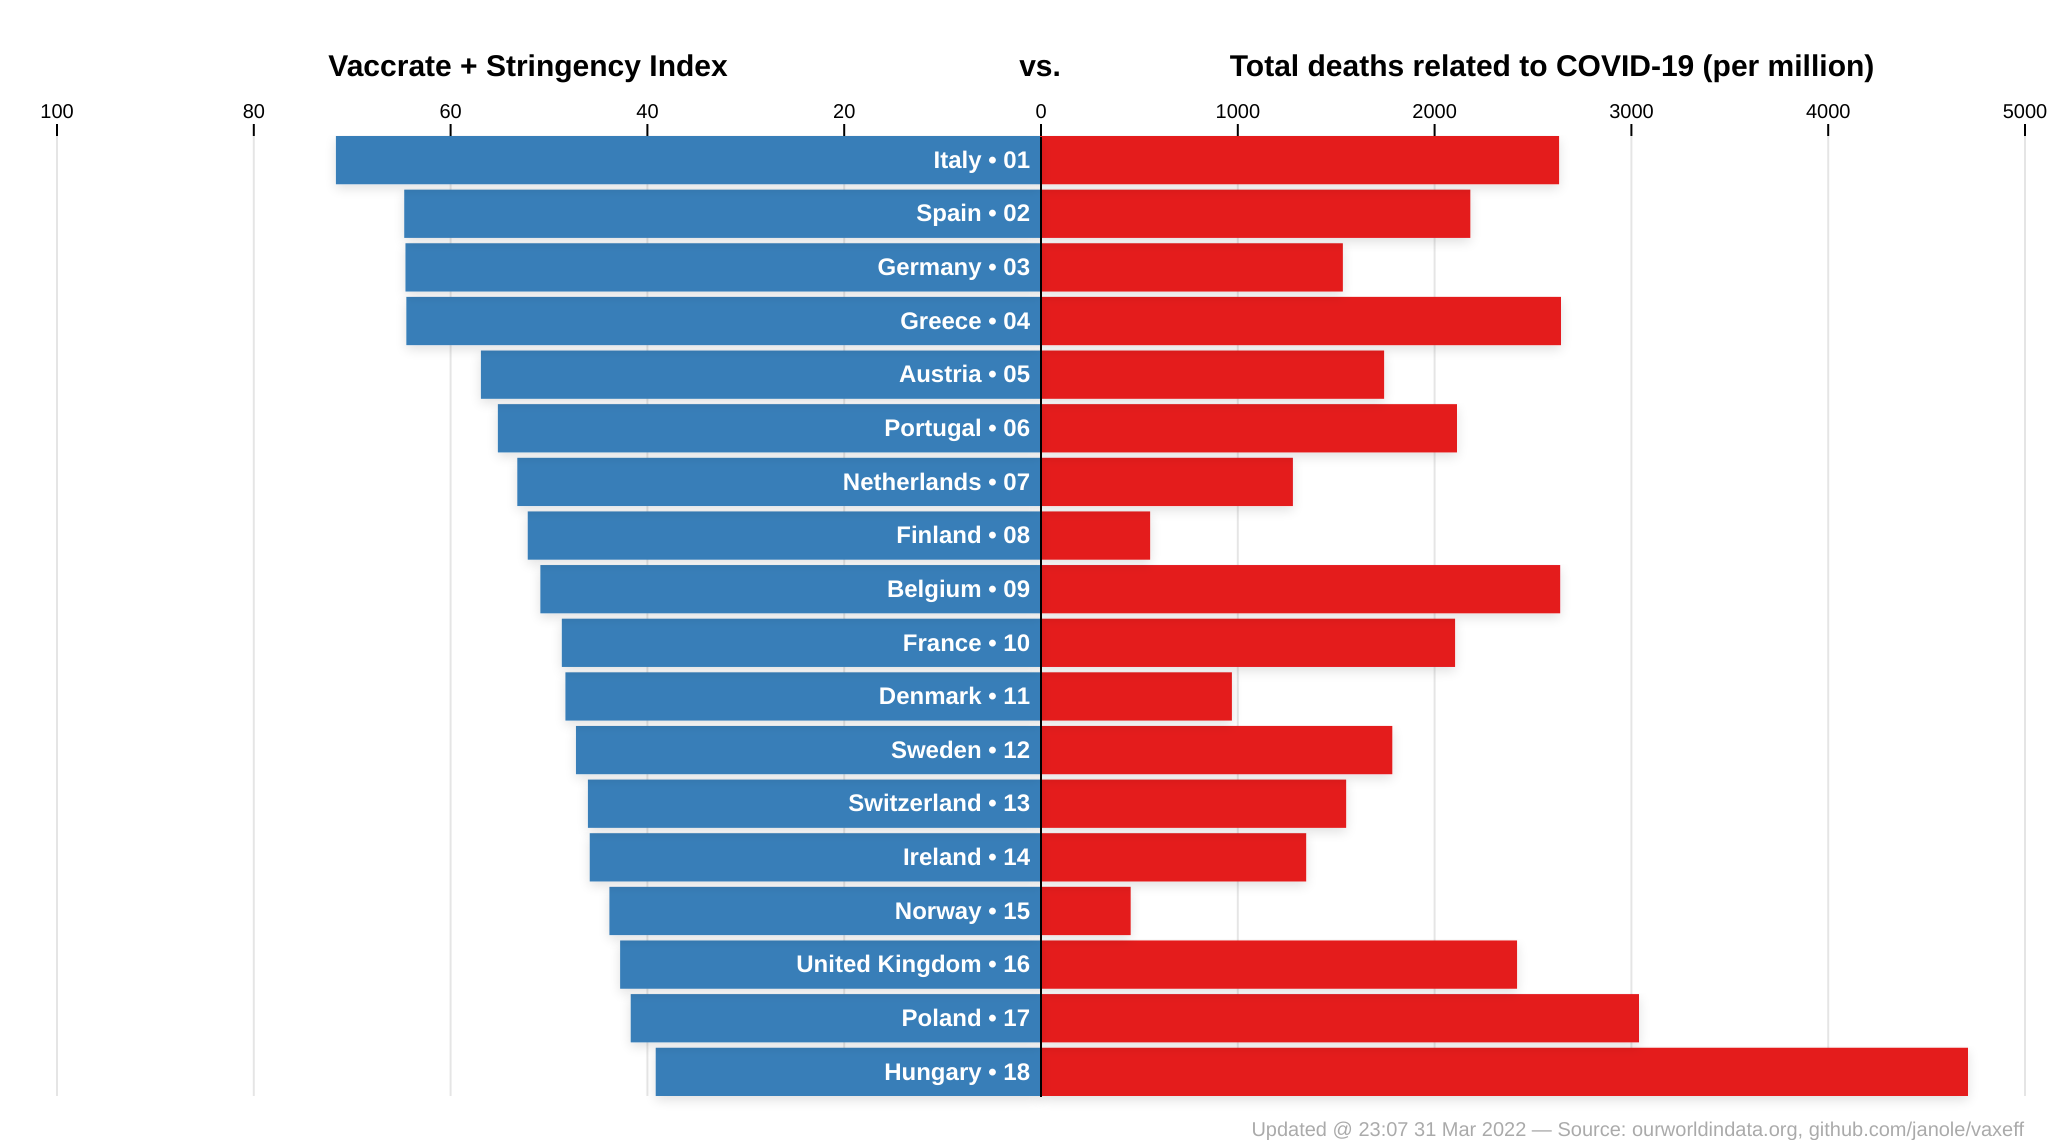 Vaccrate + Stringency Index vs. Total deaths related to COVID-19 (per million)
100 80 60 40 20 0 1000 2000 3000 4000 5000
Italy • 01
Spain • 02
Germany • 03
Greece • 04
Austria • 05
Portugal • 06
Netherlands • 07
Finland • 08
Belgium • 09
France • 10
Denmark • 11
Sweden • 12
Switzerland • 13
Ireland • 14
Norway • 15
United Kingdom • 16
Poland • 17
Hungary • 18
Updated @ 23:07 31 Mar 2022 — Source: ourworldindata.org, github.com/janole/vaxeff